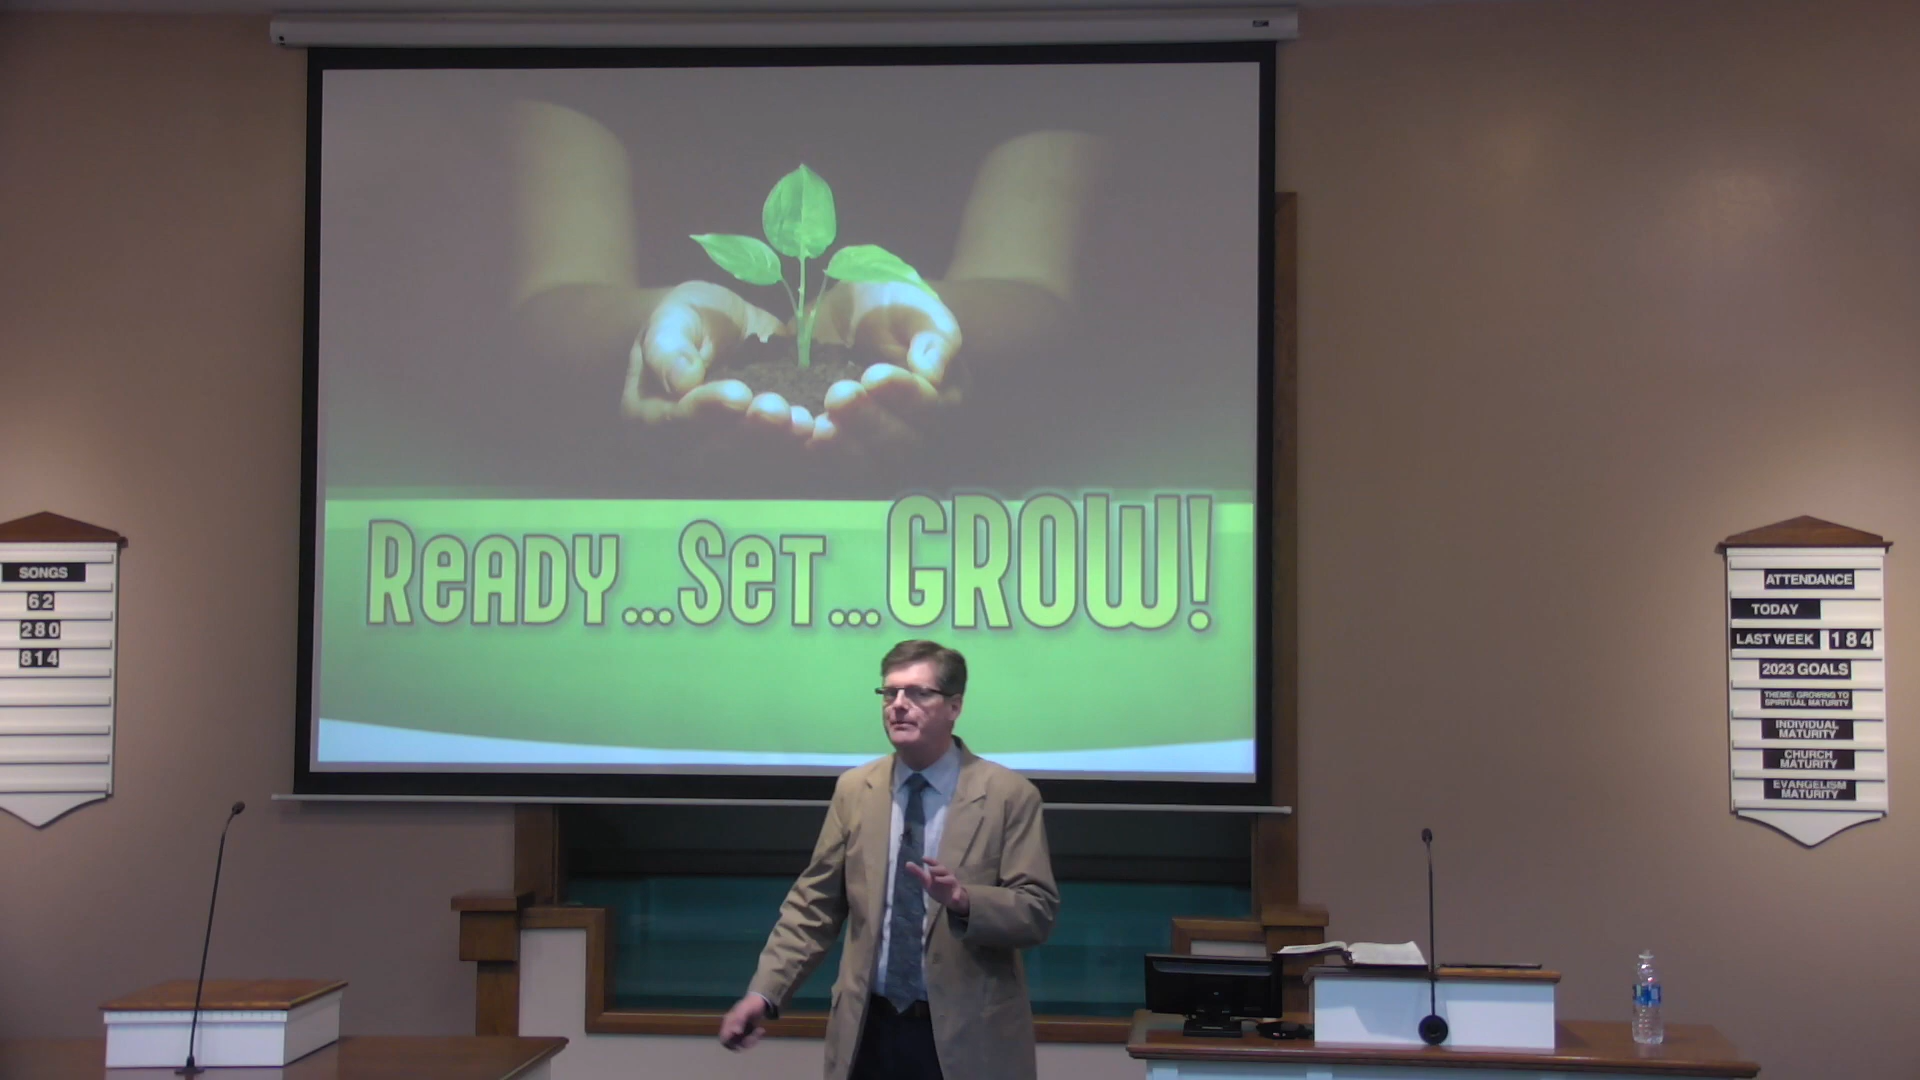 READY...SET...GROW!
SONGS
62
280
814
ATTENDANCE
TODAY
LAST WEEK 184
2023 GOALS
THEME: GROWING TO
SPIRITUAL MATURITY
INDIVIDUAL
MATURITY
CHURCH
MATURITY
EVANGELISM
MATURITY